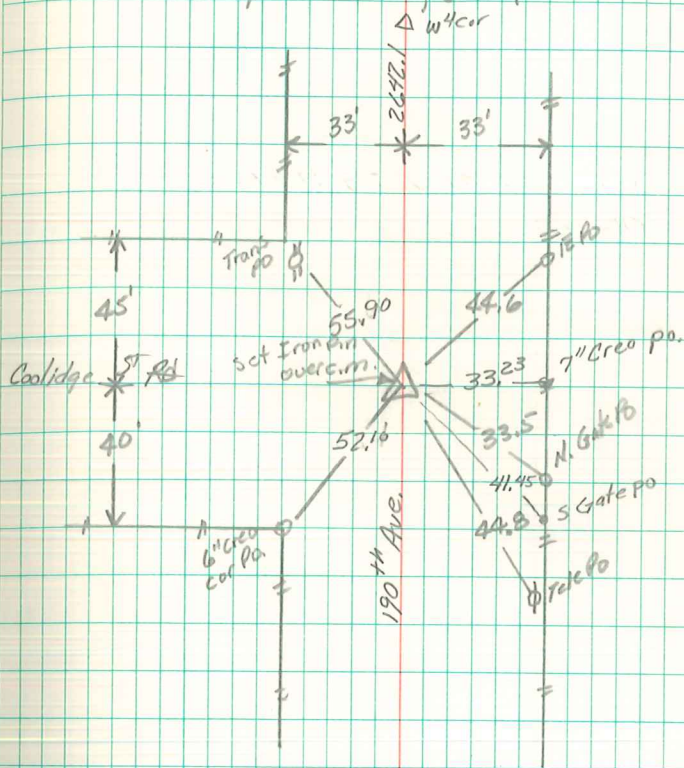 △ W 4 cor
2642.1
33'
33'
Trans po
TEPO
45'
55.90
44.6
set Iron pin
over c.m.
33.23
7" Creo po.
Coolidge ST Rd
40'
52.16
33.5
N. Gate Po
41.45
S Gate po
44.8
6" creo
cor po.
190TH Ave.
Tele Po